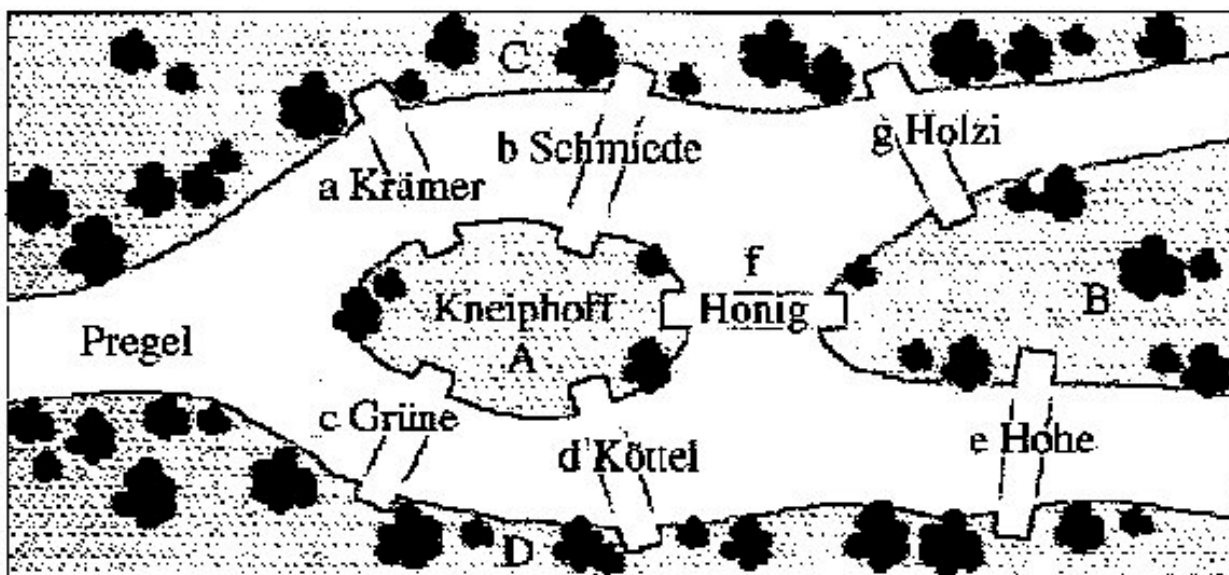 C
b Schmiede
g Holzi
a Krämer
f
Kneiphoff
Honig
B
Pregel
A
c Grüne
d Köttel
e Hohe
D